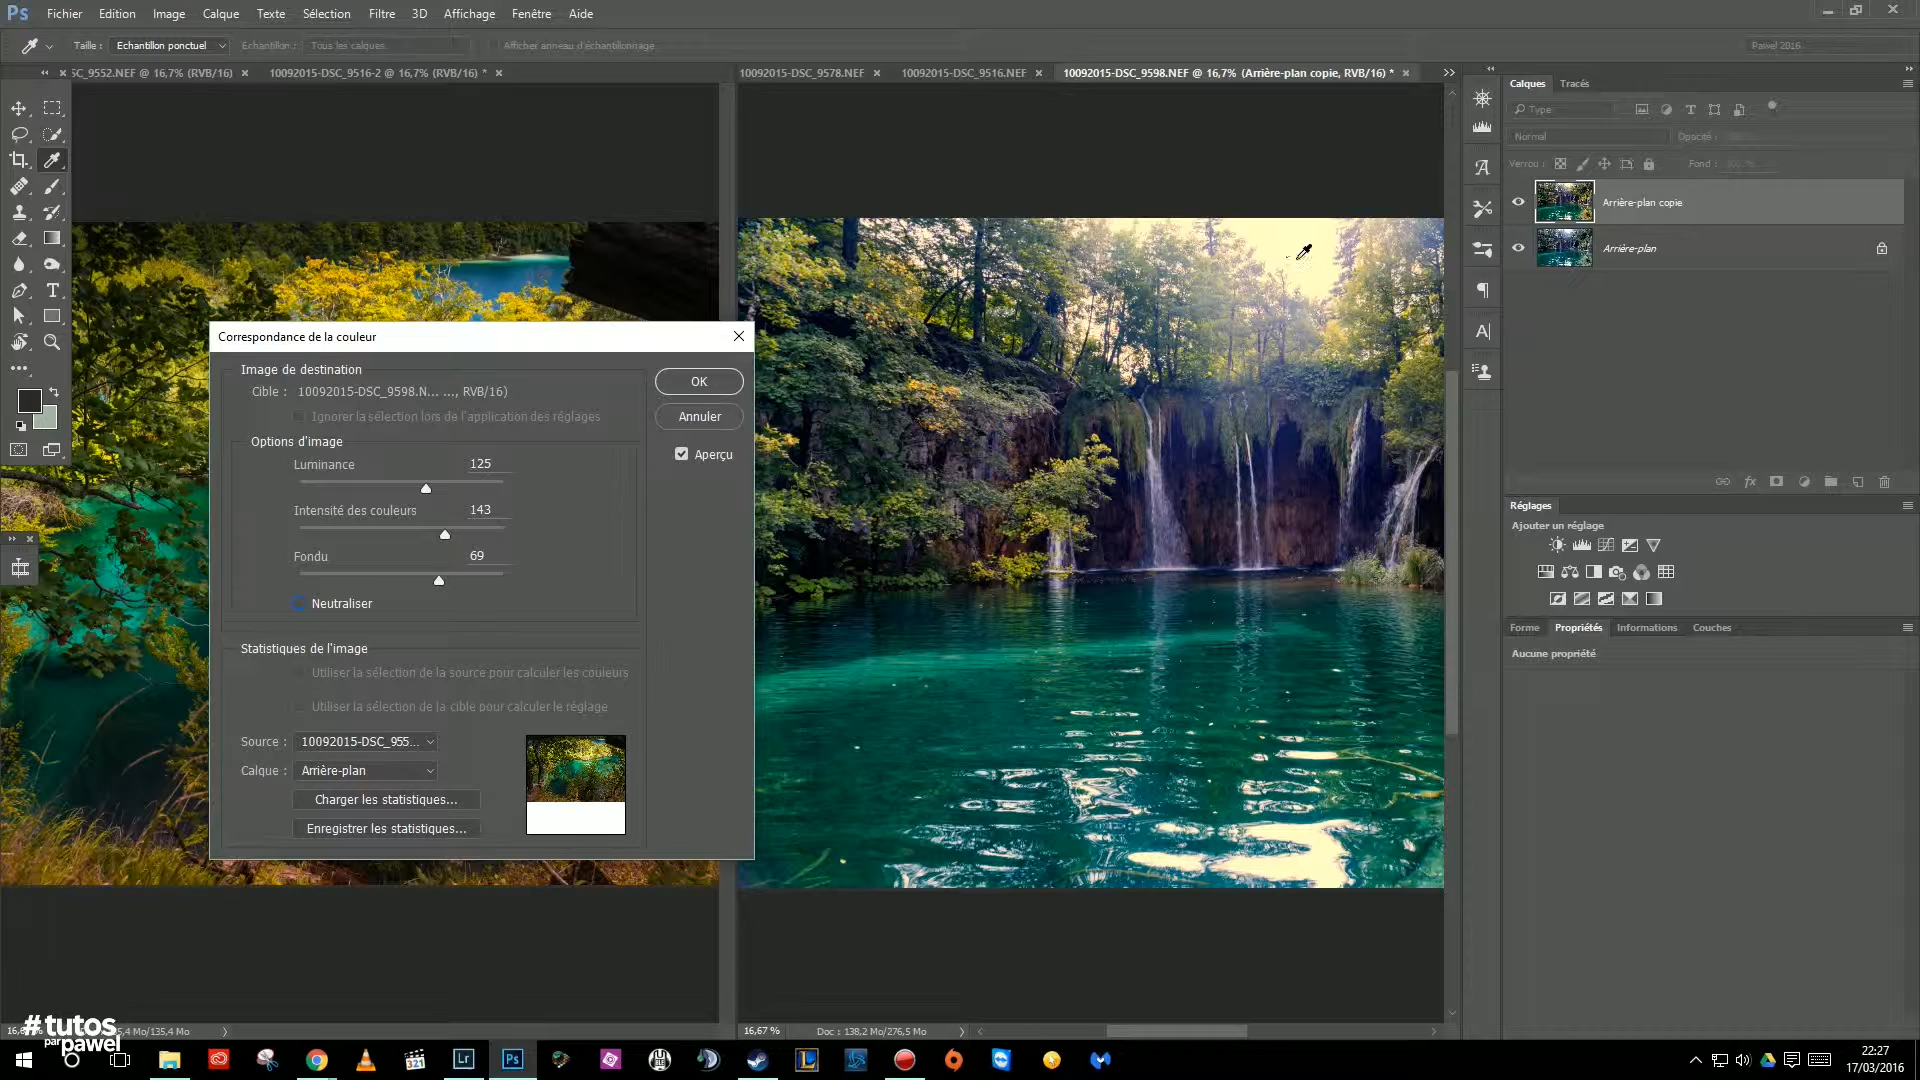 Ps Fichier Edition Image Calque Texte Sélection Filtre 3D Affichage Fenêtre Aide
Taille : Echantillon ponctuel Echantillon : Tous les calques Afficher anneau d'échantillonnage Pawel 2016
SC_9552.NEF @ 16,7% (RVB/16) 10092015-DSC_9516-2 @ 16,7% (RVB/16) * 10092015-DSC_9578.NEF 10092015-DSC_9516.NEF 10092015-DSC_9598.NEF @ 16,7% (Arrière-plan copie, RVB/16) *
Calques Tracés
Type
Normal Opacité :
Verrou : Fond :
Arrière-plan copie
Arrière-plan
Correspondance de la couleur
Image de destination
Cible : 10092015-DSC_9598.N... ..., RVB/16)
Ignorer la sélection lors de l'application des réglages
Options d'image
Luminance 125
Intensité des couleurs 143
Fondu 69
Neutraliser
OK
Annuler
Aperçu
Statistiques de l'image
Utiliser la sélection de la source pour calculer les couleurs
Utiliser la sélection de la cible pour calculer le réglage
Source : 10092015-DSC_955...
Calque : Arrière-plan
Charger les statistiques...
Enregistrer les statistiques...
Réglages
Ajouter un réglage
Forme Propriétés Informations Couches
Aucune propriété
16,67 % Doc : 138,2 Mo/276,5 Mo
5,4 Mo/135,4 Mo
#tutos
par pawel
321 Lr Ps
22:27
17/03/2016